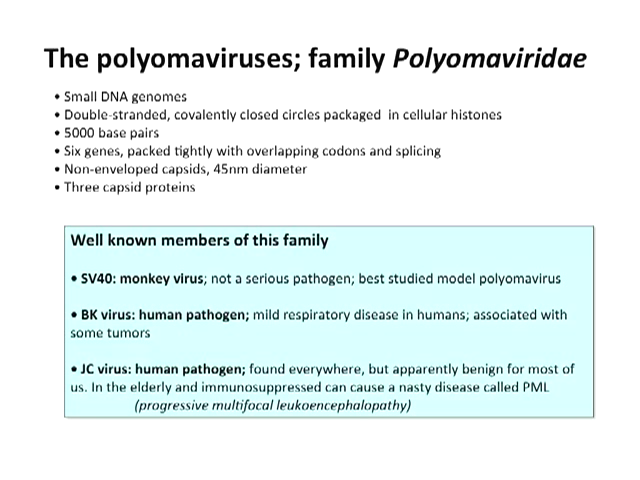 The polyomaviruses; family Polyomaviridae
• Small DNA genomes
• Double-stranded, covalently closed circles packaged in cellular histones
• 5000 base pairs
• Six genes, packed tightly with overlapping codons and splicing
• Non-enveloped capsids, 45nm diameter
• Three capsid proteins
Well known members of this family
• SV40: monkey virus; not a serious pathogen; best studied model polyomavirus
• BK virus: human pathogen; mild respiratory disease in humans; associated with
some tumors
• JC virus: human pathogen; found everywhere, but apparently benign for most of
us. In the elderly and immunosuppressed can cause a nasty disease called PML
(progressive multifocal leukoencephalopathy)